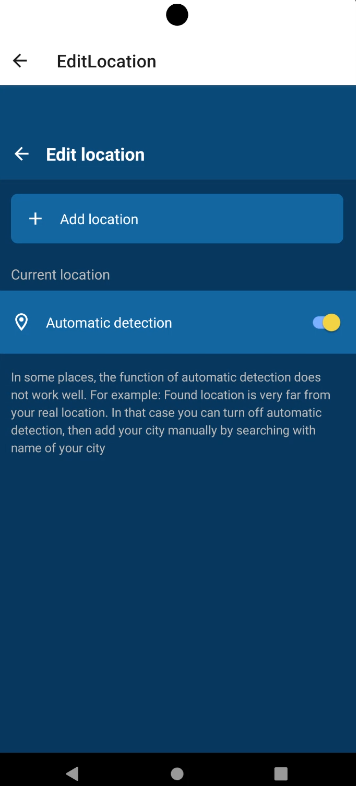 EditLocation
Edit location
Add location
Current location
Automatic detection
In some places, the function of automatic detection does
not work well. For example: Found location is very far from
your real location. In that case you can turn off automatic
detection, then add your city manually by searching with
name of your city